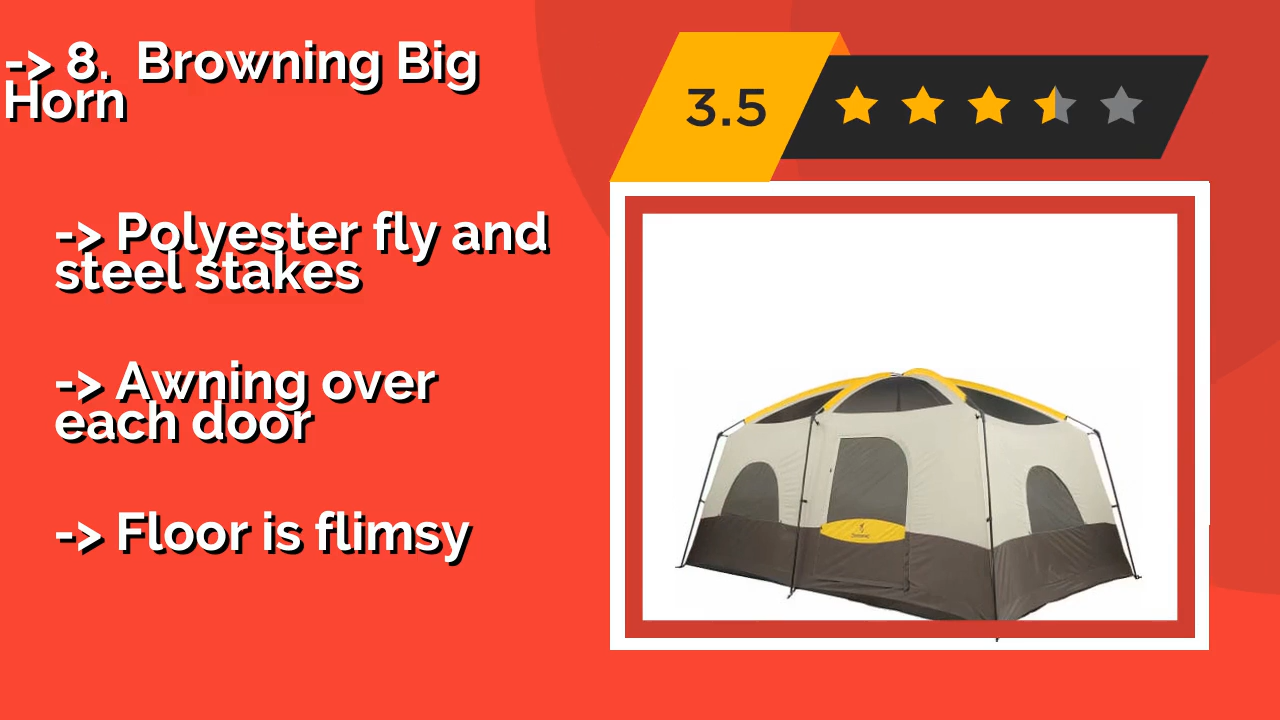 -> 8.  Browning Big
Horn
3.5
-> Polyester fly and
steel stakes
-> Awning over
each door
-> Floor is flimsy